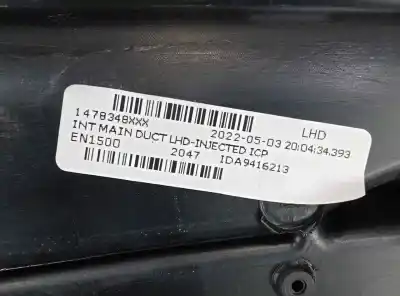 1478348XXX
2022-05-03 20:04:34.393
LHD
INT MAIN DUCT LHD-INJECTED ICP
EN1500
2047
IDA9416213